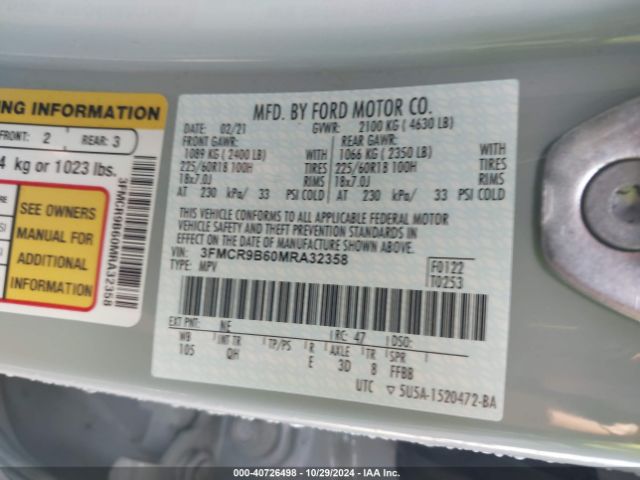 NG INFORMATION
FRONT: 2 REAR: 3
4 kg or 1023 lbs.
SEE OWNERS
MANUAL FOR
ADDITIONAL
INFORMATION
3FMCR9B60MRA32358
MFD. BY FORD MOTOR CO.
DATE: 02/21 GVWR: 2100 KG ( 4630 LB)
FRONT GAWR: REAR GAWR:
1089 KG ( 2400 LB) WITH 1066 KG ( 2350 LB) WITH
225/60R18 100H TIRES 225/60R18 100H TIRES
18x7.0J RIMS 18x7.0J RIMS
AT 230 kPa/ 33 PSI COLD AT 230 kPa/ 33 PSI COLD
THIS VEHICLE CONFORMS TO ALL APPLICABLE FEDERAL MOTOR
VEHICLE SAFETY AND THEFT PREVENTION STANDARDS IN
EFFECT ON THE DATE OF MANUFACTURE SHOWN ABOVE.
VIN: 3FMCR9B60MRA32358
TYPE: MPV
F0122
T0253
EXT PNT: NE RC: 47 DSO:
WB INT TR TP/PS R AXLE TR SPR
105 QH E 3D 8 FFBB
UTC ▽ 5U5A-1520472-BA
000-40726498 - 10/29/2024 - IAA Inc.